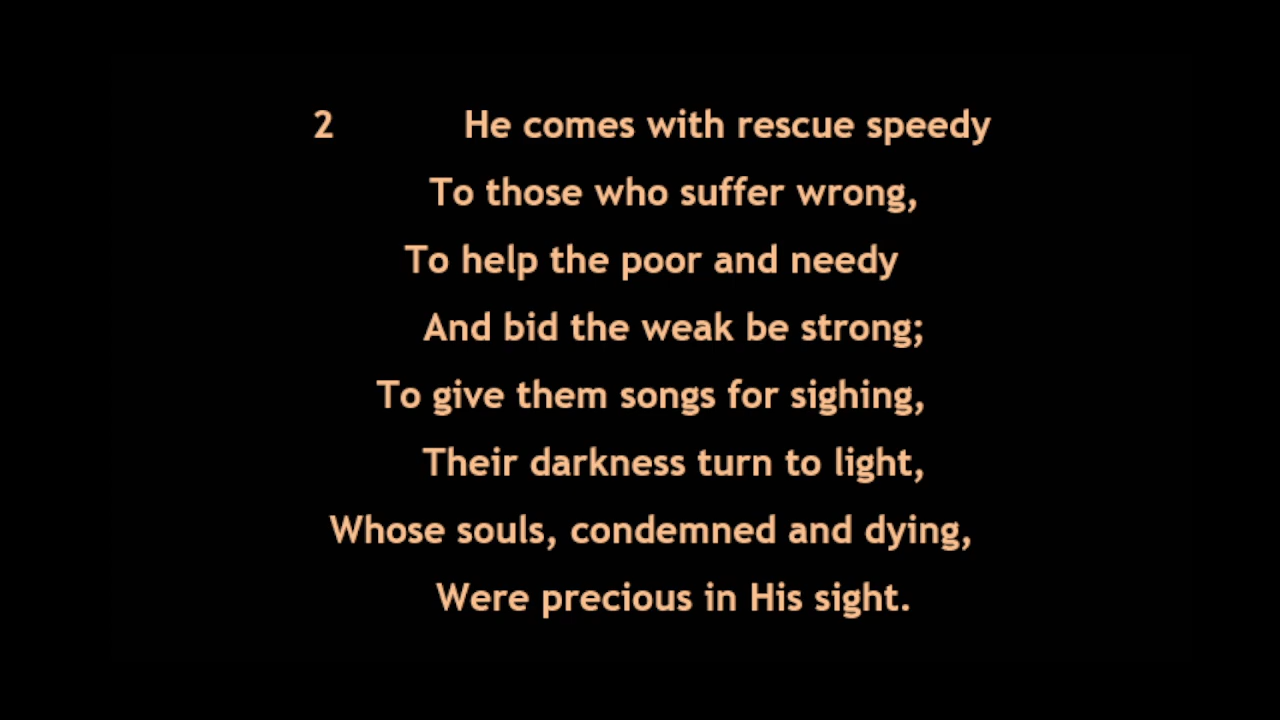 2 He comes with rescue speedy
To those who suffer wrong,
To help the poor and needy
And bid the weak be strong;
To give them songs for sighing,
Their darkness turn to light,
Whose souls, condemned and dying,
Were precious in His sight.